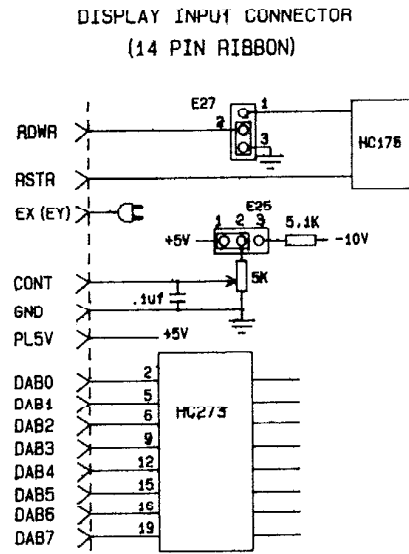 DISPLAY INPUT CONNECTOR
(14 PIN RIBBON)
E27
1
2
3
RDWR
HC175
RSTR
EX (EY)
E26
1 2 3
+5V
5.1K
-10V
CONT
5K
.1uf
GND
PL5V
+5V
DAB0
2
DAB1
5
DAB2
6
HC273
DAB3
9
DAB4
12
DAB5
15
DAB6
16
DAB7
19